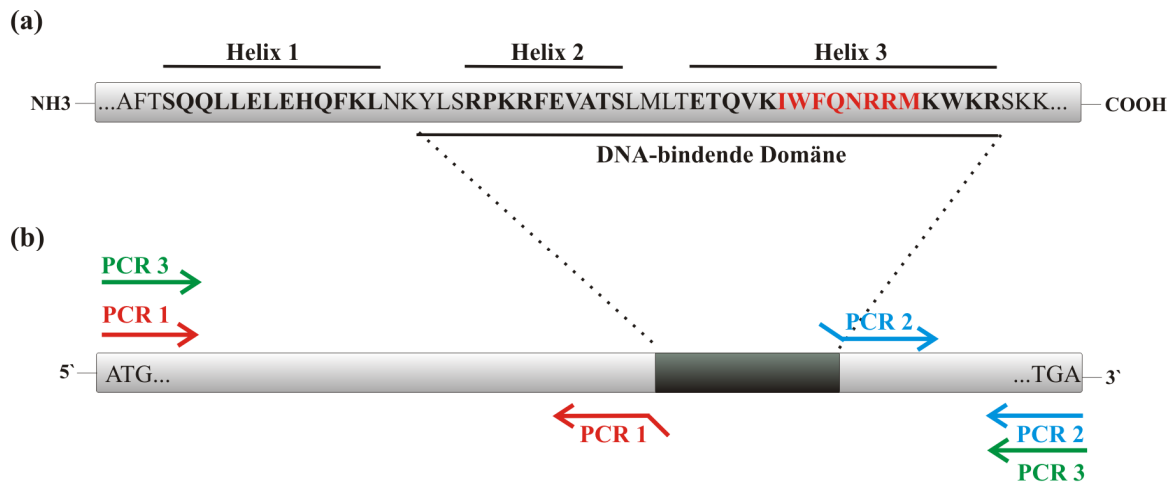 (a)
Helix 1 Helix 2 Helix 3
NH3 ...AFTSQQLLELEHQFKLNKYLSRPKRFEVATSLMLTETQVKIWFQNRRMKWKRSKK... COOH
DNA-bindende Domäne
(b)
PCR 3
PCR 1 PCR 2
5` ATG... ...TGA 3`
PCR 1 PCR 2
PCR 3